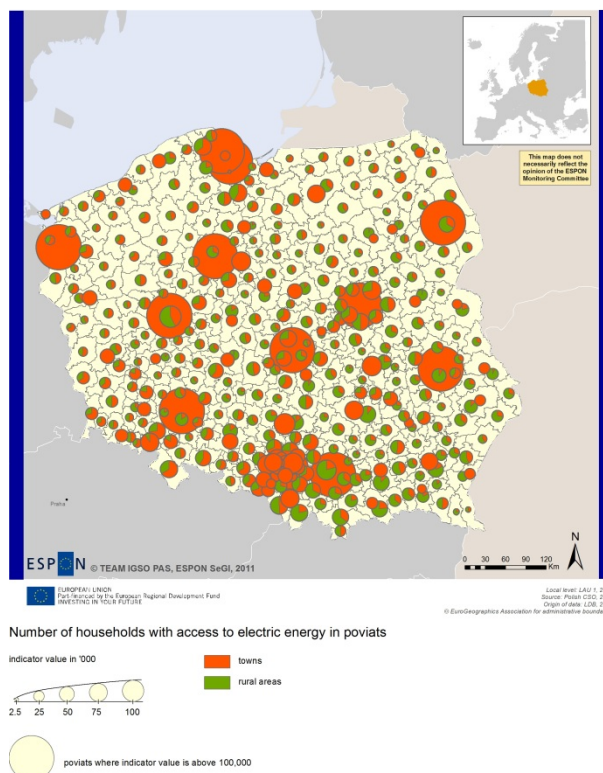 This map does not
necessarily reflect the
opinion of the ESPON
Monitoring Committee
Praha
ESPON
© TEAM IGSO PAS, ESPON SeGI, 2011
N
0 30 60 90 120
Km
EUROPEAN UNION
Part financed by the European Regional Development Fund
INVESTING IN YOUR FUTURE
Local level: LAU 1, 2
Source: Polish CSO, 2
Origin of data: LDB, 2
© EuroGeographics Association for administrative bounda
Number of households with access to electric energy in poviats
indicator value in '000
towns
rural areas
2.5 25 50 75 100
poviats where indicator value is above 100,000